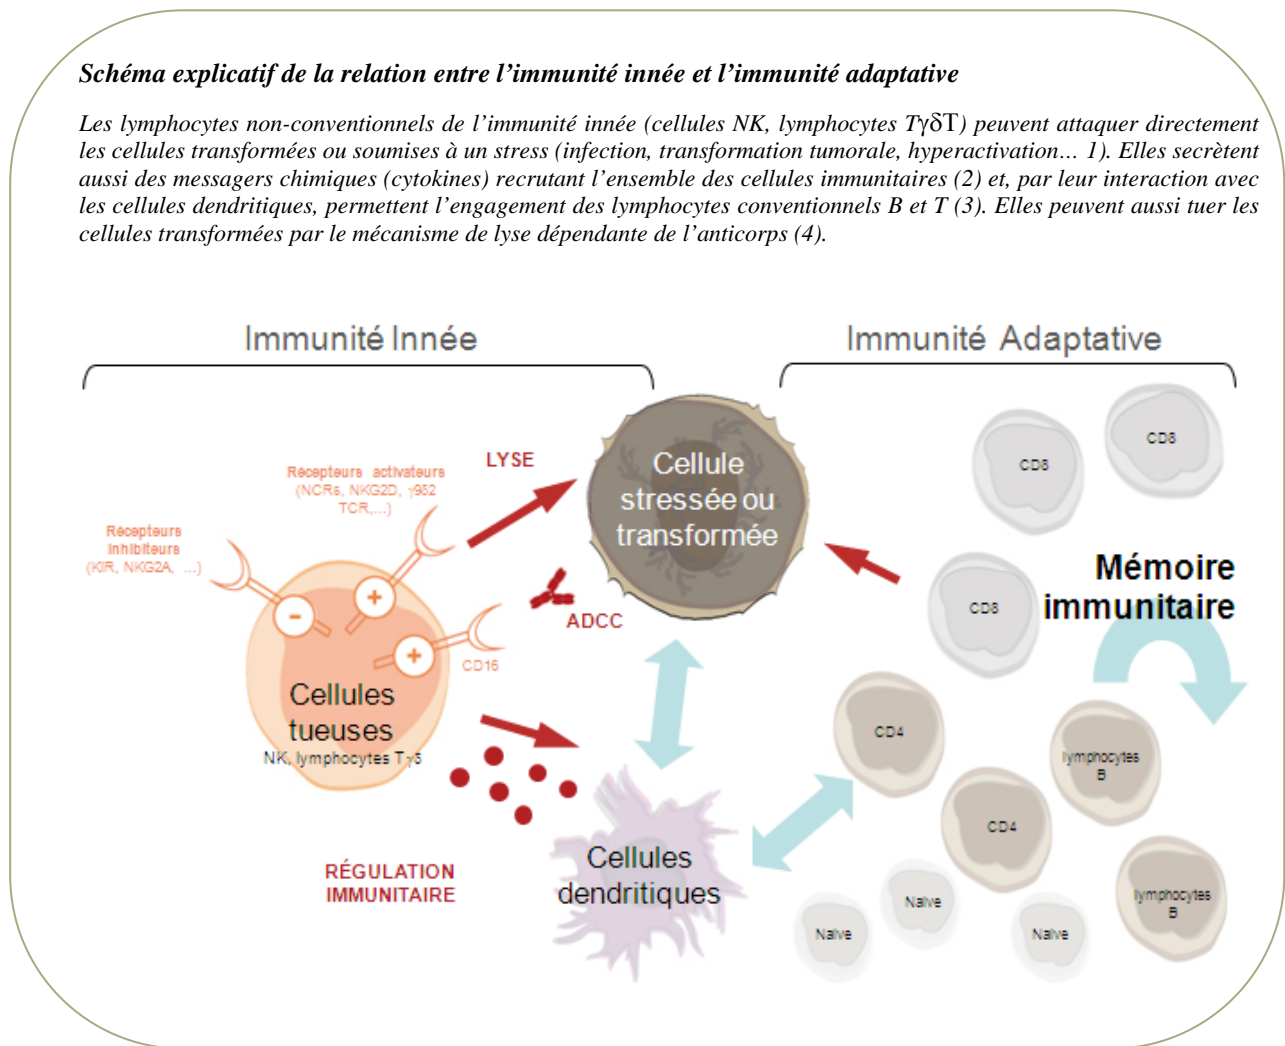 Schéma explicatif de la relation entre l’immunité innée et l’immunité adaptative
Les lymphocytes non-conventionnels de l’immunité innée (cellules NK, lymphocytes TγδT) peuvent attaquer directement
les cellules transformées ou soumises à un stress (infection, transformation tumorale, hyperactivation… 1). Elles secrètent
aussi des messagers chimiques (cytokines) recrutant l’ensemble des cellules immunitaires (2) et, par leur interaction avec
les cellules dendritiques, permettent l’engagement des lymphocytes conventionnels B et T (3). Elles peuvent aussi tuer les
cellules transformées par le mécanisme de lyse dépendante de l’anticorps (4).
Immunité Innée
Immunité Adaptative
Récepteurs activateurs
(NCRs, NKG2D, γ9δ2
TCR,...)
LYSE
Récepteurs
Inhibiteurs
(KIR, NKG2A, ...)
Cellule
stressée ou
transformée
CD8
CD8
CD8
Mémoire
immunitaire
ADCC
CD16
Cellules
tueuses
NK, lymphocytes Tγδ
RÉGULATION
IMMUNITAIRE
Cellules
dendritiques
CD4
CD4
lymphocytes
B
lymphocytes
B
Naïve
Naïve
Naïve